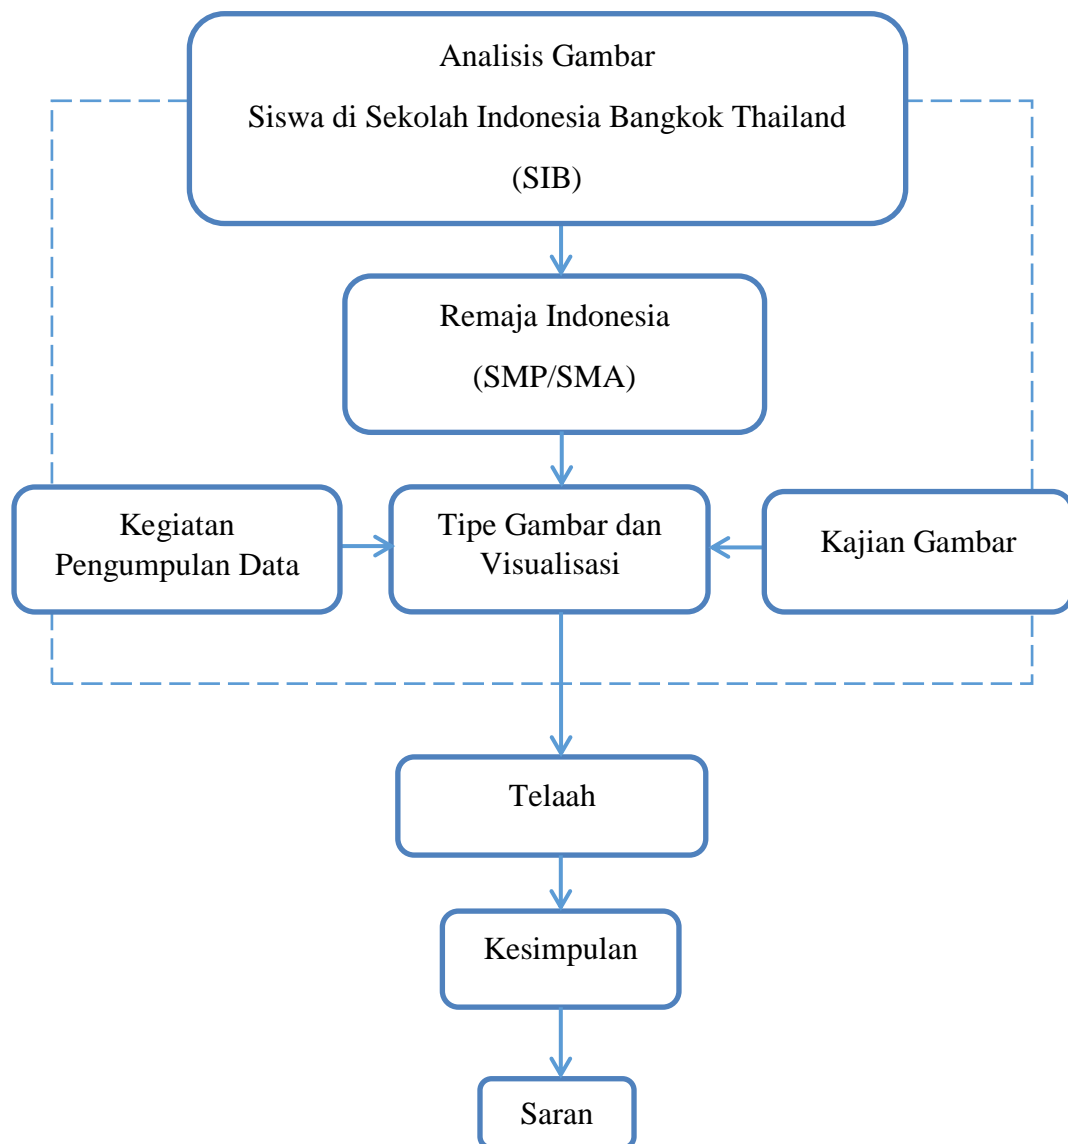 Analisis Gambar
Siswa di Sekolah Indonesia Bangkok Thailand
(SIB)
Remaja Indonesia
(SMP/SMA)
Kegiatan
Pengumpulan Data
Tipe Gambar dan
Visualisasi
Kajian Gambar
Telaah
Kesimpulan
Saran